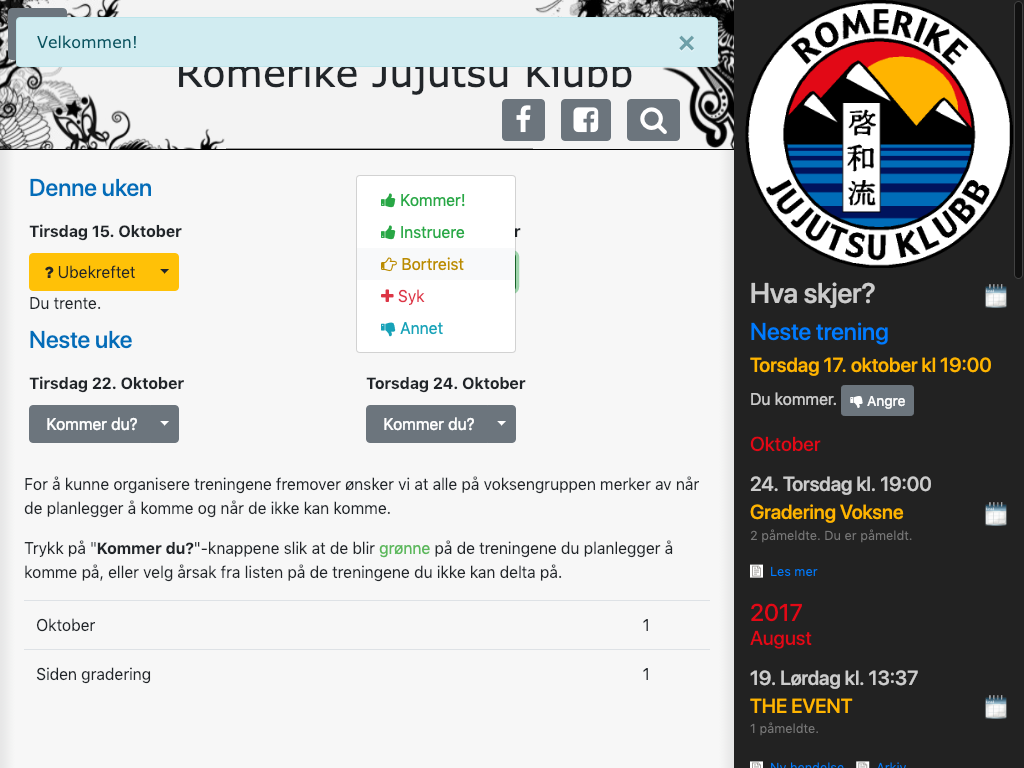 Velkommen!
×
Romerike Jujutsu Klubb
Denne uken
Tirsdag 15. Oktober
? Ubekreftet
Du trente.
Kommer!
Instruere
Bortreist
Syk
Annet
r
Neste uke
Tirsdag 22. Oktober
Torsdag 24. Oktober
Kommer du?
Kommer du?
For å kunne organisere treningene fremover ønsker vi at alle på voksengruppen merker av når
de planlegger å komme og når de ikke kan komme.
Trykk på "Kommer du?"-knappene slik at de blir grønne på de treningene du planlegger å
komme på, eller velg årsak fra listen på de treningene du ikke kan delta på.
Oktober 1
Siden gradering 1
ROMERIKE
啓和流
JUJUTSU KLUBB
Hva skjer?
Neste trening
Torsdag 17. oktober kl 19:00
Du kommer. Angre
Oktober
24. Torsdag kl. 19:00
Gradering Voksne
2 påmeldte. Du er påmeldt.
Les mer
2017
August
19. Lørdag kl. 13:37
THE EVENT
1 påmeldte.
Ny hendelse Arkiv